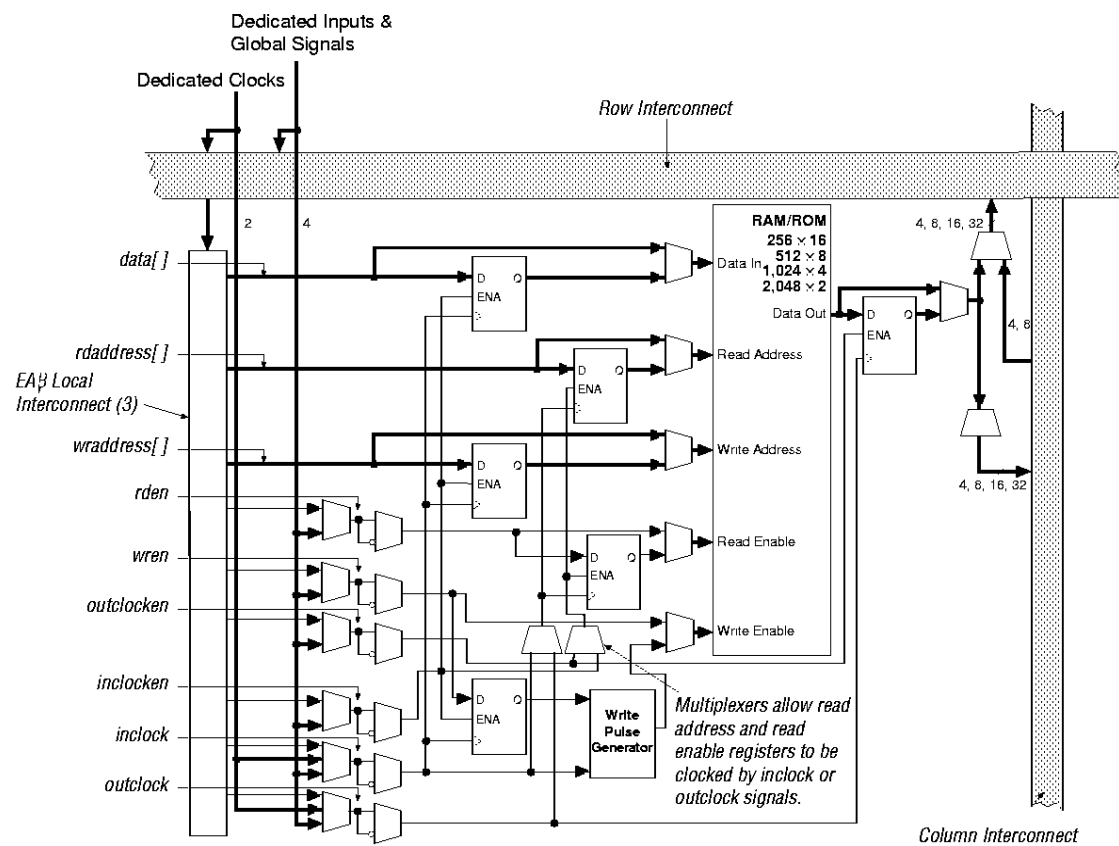 Dedicated Inputs &
Global Signals
Dedicated Clocks
Row Interconnect
2
4
4, 8, 16, 32
RAM/ROM
256 × 16
512 × 8
1,024 × 4
2,048 × 2
data[ ]
D
Q
ENA
Data In
Data Out
D
Q
ENA
4, 8
rdaddress[ ]
D
Q
ENA
Read Address
EAβ Local
Interconnect (3)
wraddress[ ]
D
Q
ENA
Write Address
4, 8, 16, 32
rden
D
Q
ENA
Read Enable
wren
outclocken
Write Enable
inclocken
D
Q
ENA
Write
Pulse
Generator
Multiplexers allow read
address and read
enable registers to be
clocked by inclock or
outclock signals.
inclock
outclock
Column Interconnect